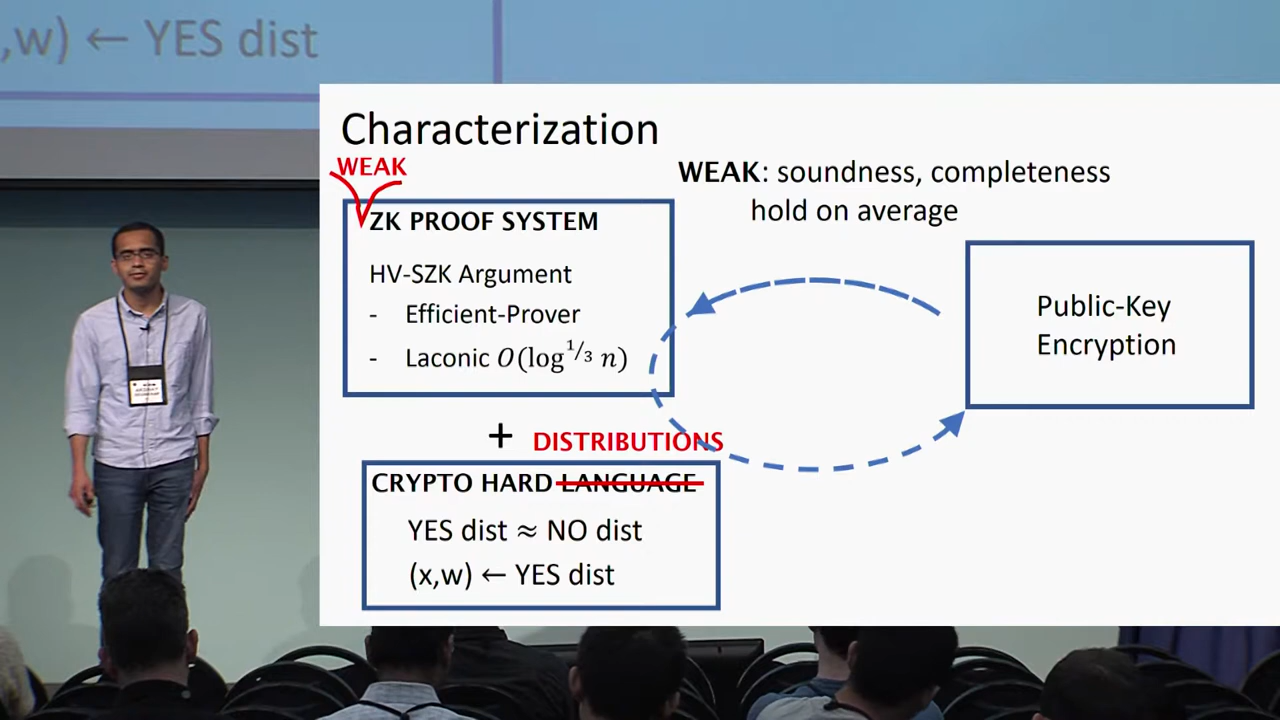 ,w) ← YES dist
Characterization
WEAK
ZK PROOF SYSTEM
HV-SZK Argument
- Efficient-Prover
- Laconic O(log^{1/3} n)
WEAK: soundness, completeness
hold on average
Public-Key
Encryption
+
DISTRIBUTIONS
CRYPTO HARD LANGUAGE
YES dist ≈ NO dist
(x,w) ← YES dist